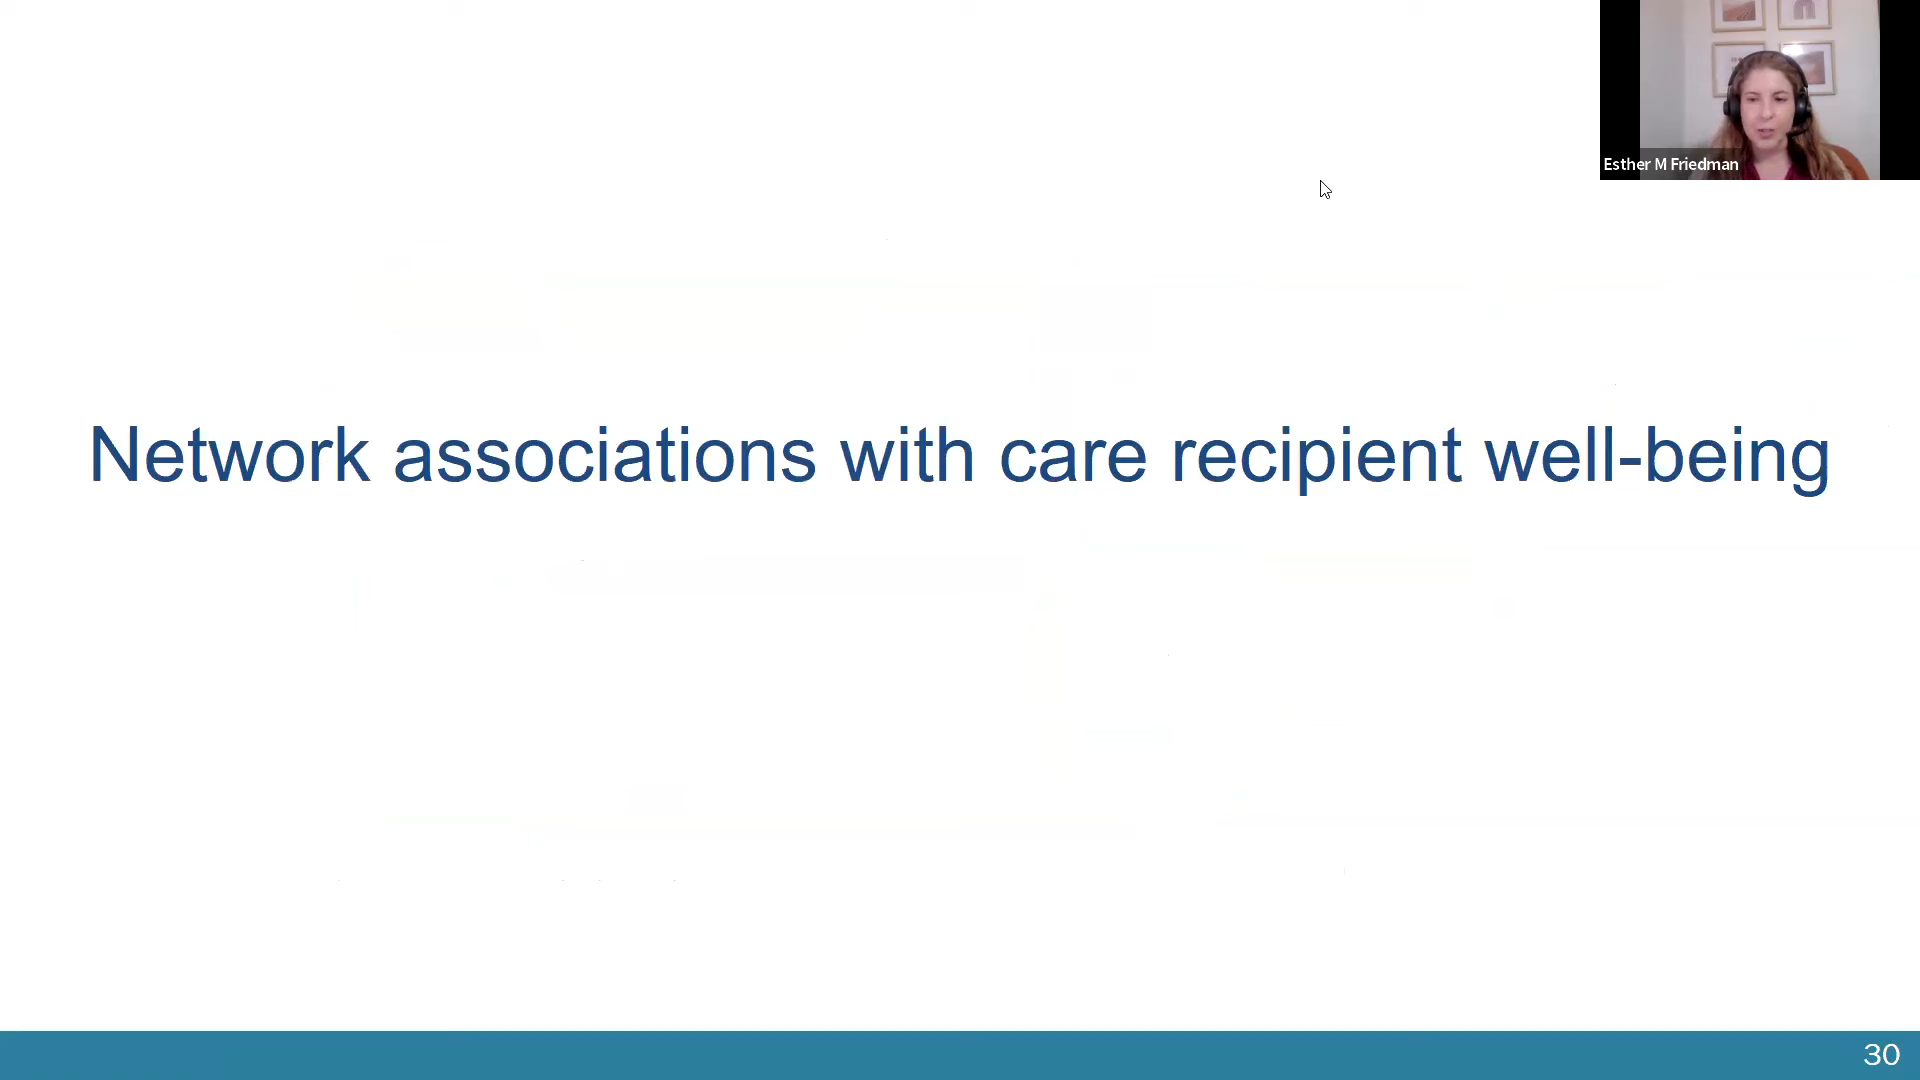 Esther M Friedman
Network associations with care recipient well-being
30